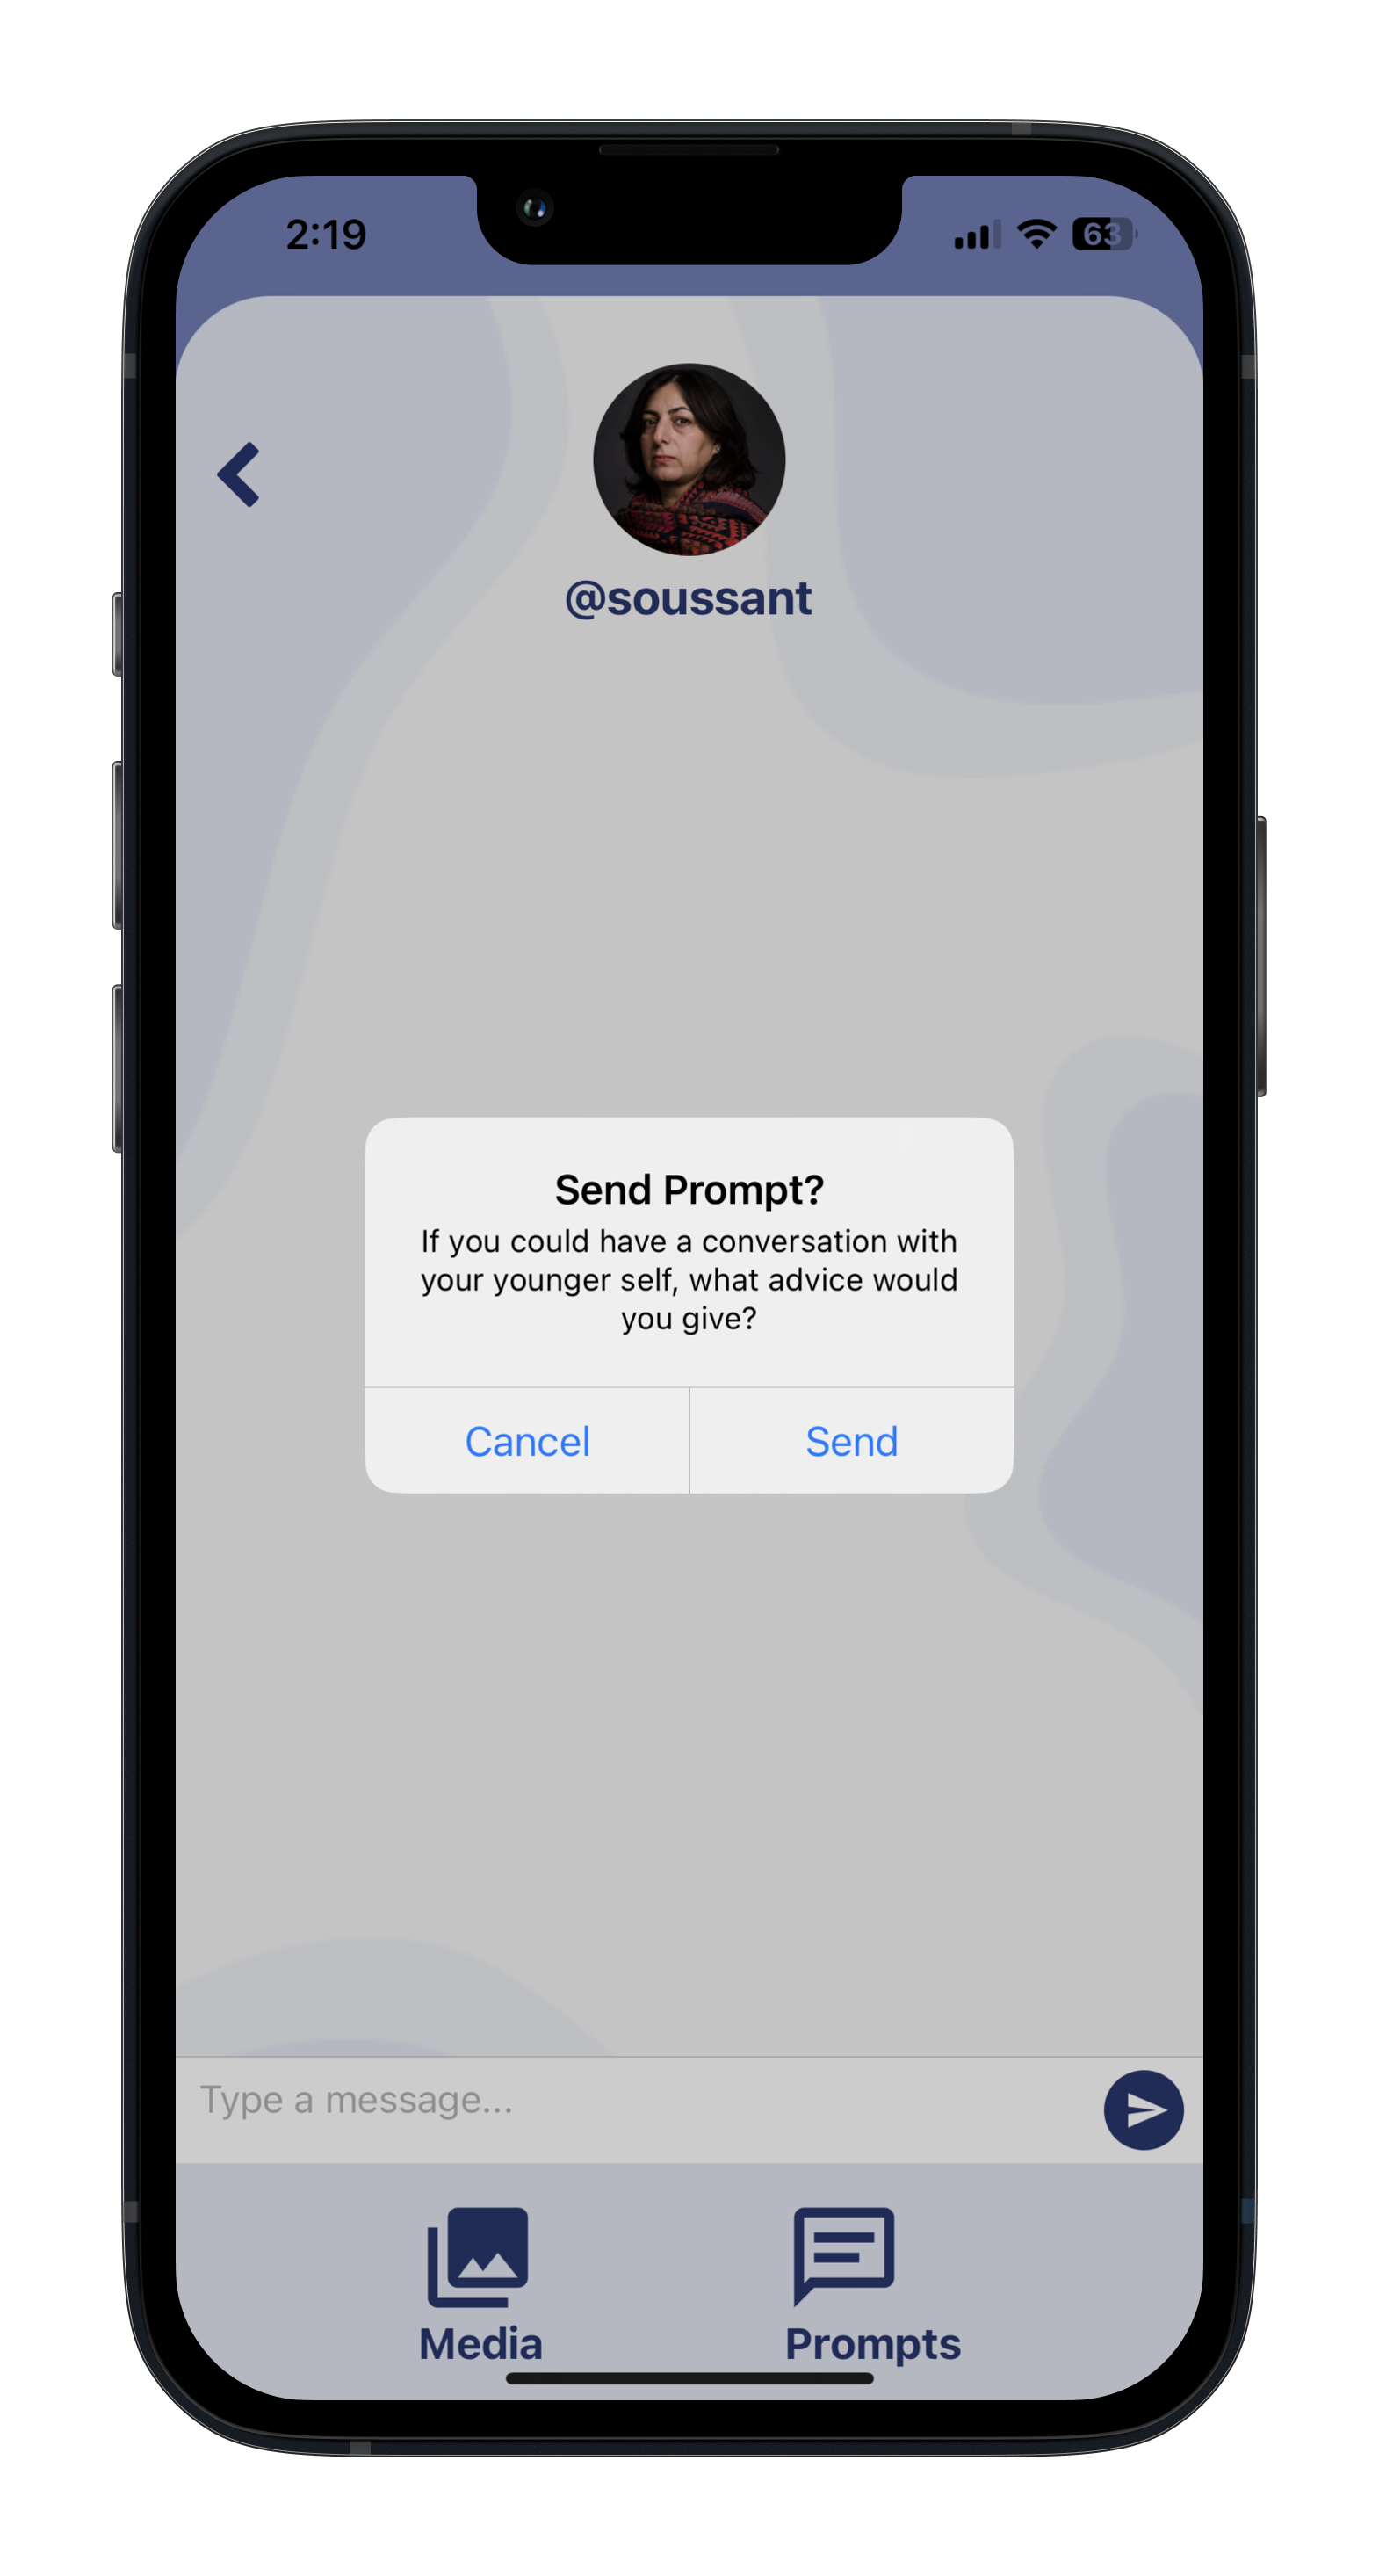 2:19
63
@soussant
Send Prompt?
If you could have a conversation with
your younger self, what advice would
you give?
Cancel
Send
Type a message...
Media
Prompts